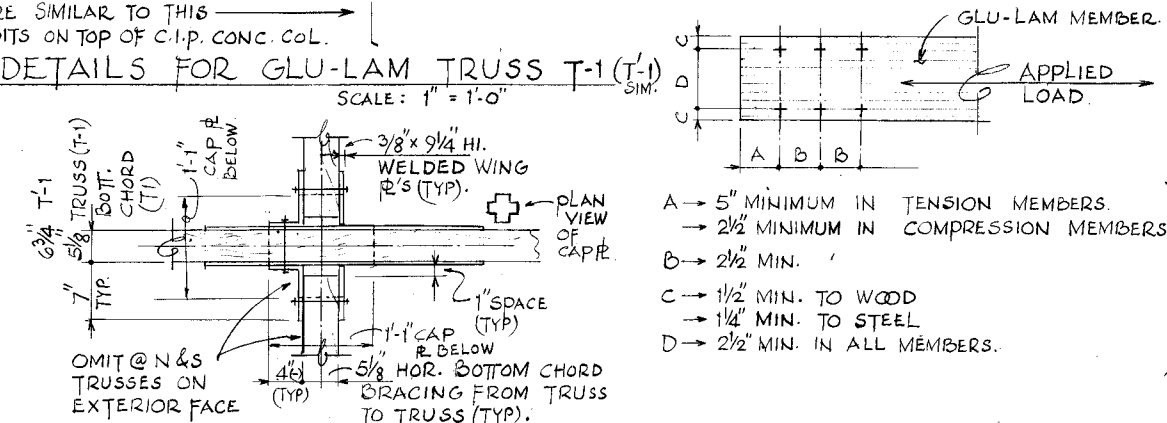 RE SIMILAR TO THIS
ITS ON TOP OF C.I.P. CONC. COL.
DETAILS FOR GLU-LAM TRUSS T-1 (T'-1)
SIM.
SCALE: 1" = 1'-0"
3/8" x 9 1/4" HI.
WELDED WING
PL'S (TYP).
1'-1"
CAP PL
BELOW
6 3/4" T'-1
5 1/8" TRUSS (T-1)
BOTT.
CHORD
(T1)
7"
TYP.
PLAN
VIEW
OF
CAP PL
1" SPACE
(TYP)
1'-1" CAP
PL BELOW
OMIT @ N & S
TRUSSES ON
EXTERIOR FACE
4"(-)
(TYP)
5 1/8 HOR. BOTTOM CHORD
BRACING FROM TRUSS
TO TRUSS (TYP).
GLU-LAM MEMBER.
C
D
C
APPLIED
LOAD.
A B B
A → 5" MINIMUM IN TENSION MEMBERS.
→ 2 1/2" MINIMUM IN COMPRESSION MEMBERS
B → 2 1/2" MIN.
C → 1 1/2" MIN. TO WOOD
→ 1 1/4" MIN. TO STEEL
D → 2 1/2" MIN. IN ALL MEMBERS.